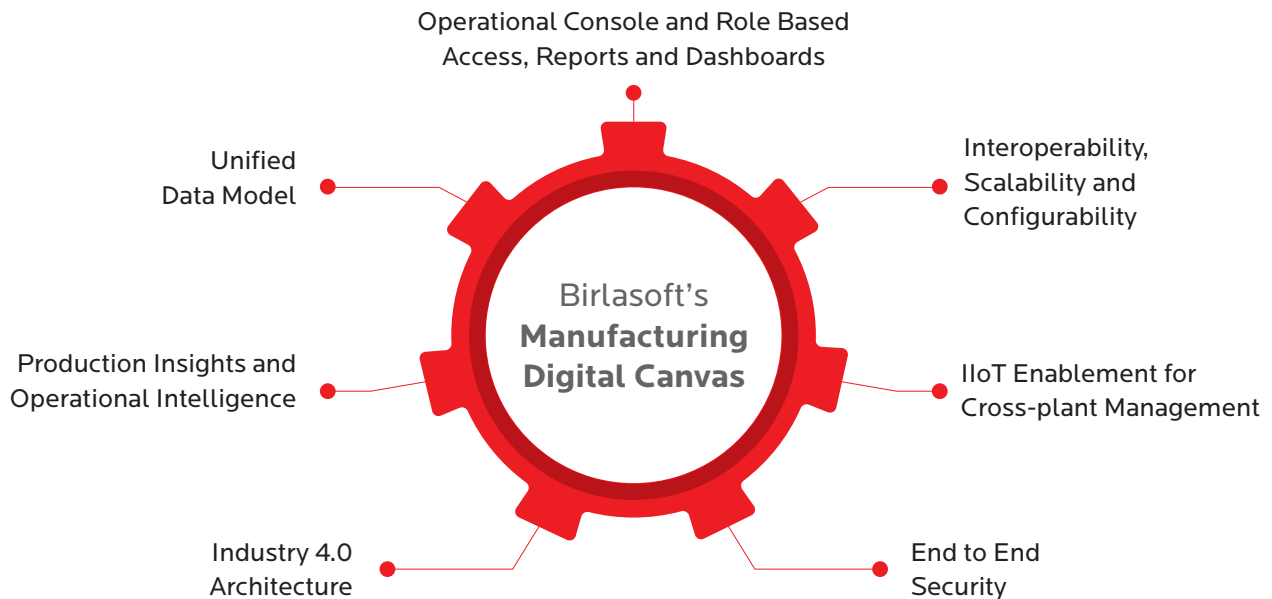 Operational Console and Role Based
Access, Reports and Dashboards
Unified
Data Model
Interoperability,
Scalability and
Configurability
Birlasoft’s
Manufacturing
Digital Canvas
Production Insights and
Operational Intelligence
IIoT Enablement for
Cross-plant Management
Industry 4.0
Architecture
End to End
Security